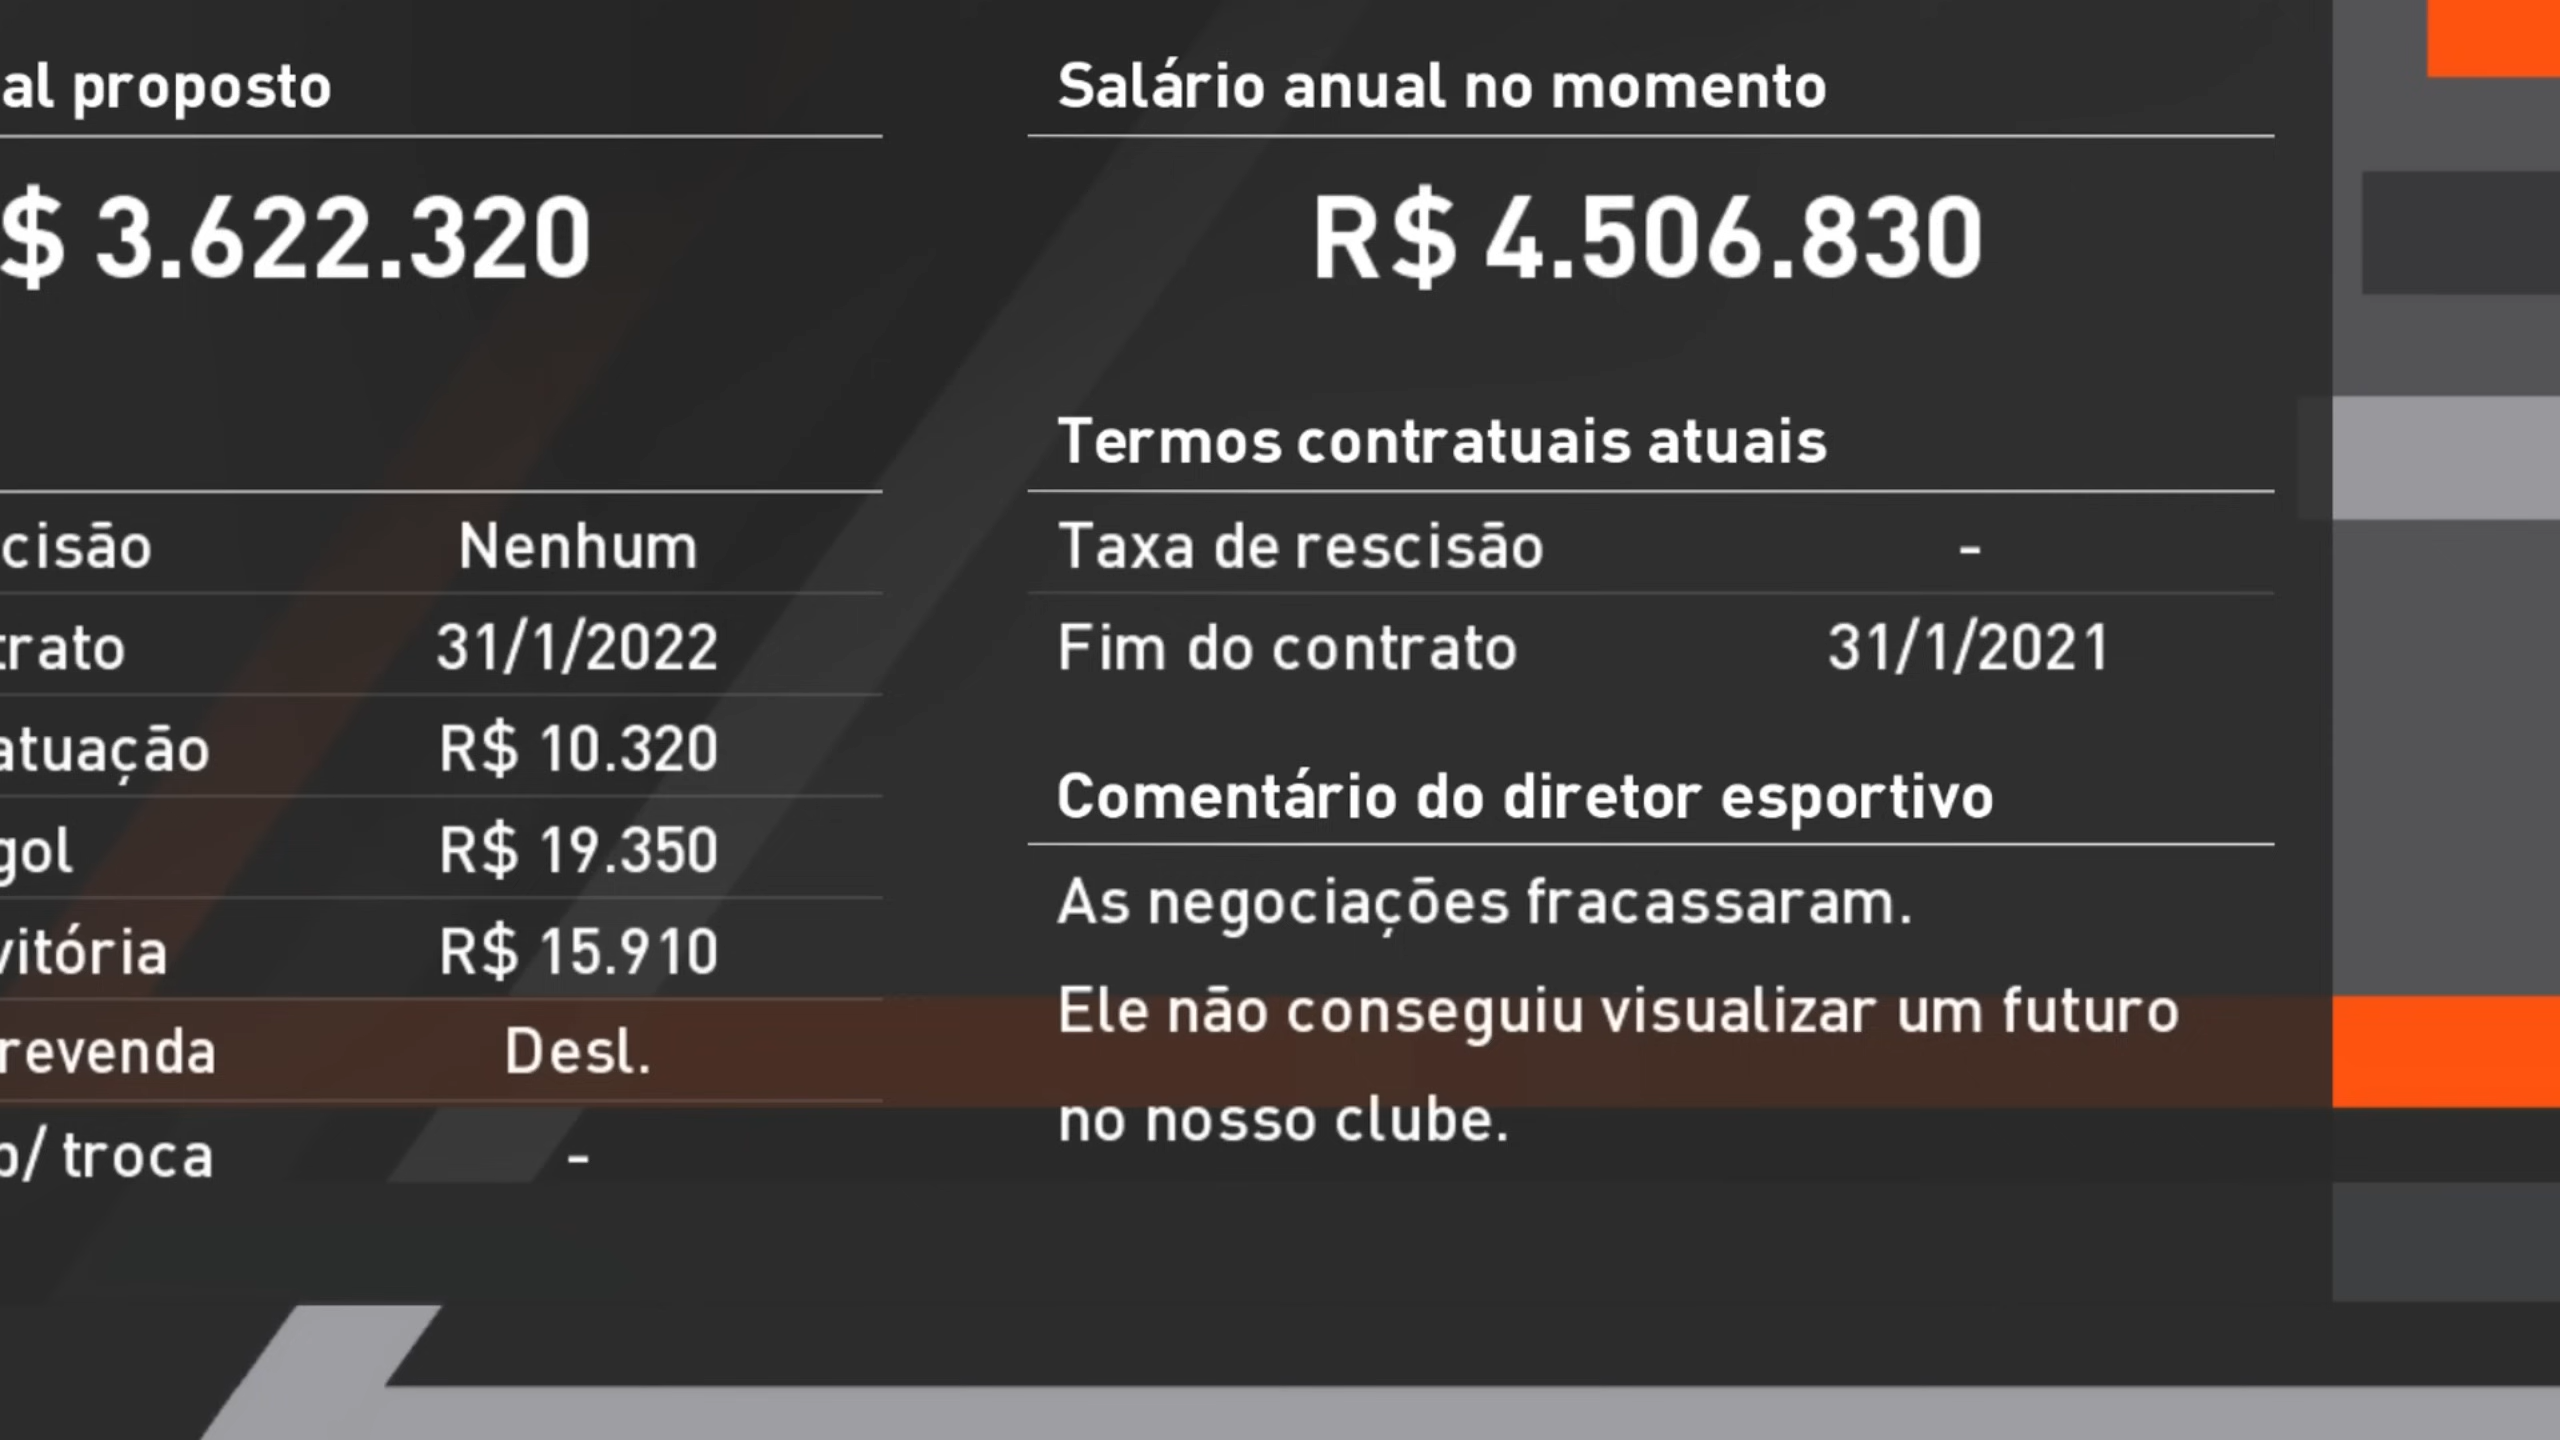 al proposto
$ 3.622.320
cisão Nenhum
trato 31/1/2022
atuação R$ 10.320
gol R$ 19.350
vitória R$ 15.910
revenda Desl.
p/ troca -
Salário anual no momento
R$ 4.506.830
Termos contratuais atuais
Taxa de rescisão -
Fim do contrato 31/1/2021
Comentário do diretor esportivo
As negociações fracassaram.
Ele não conseguiu visualizar um futuro
no nosso clube.